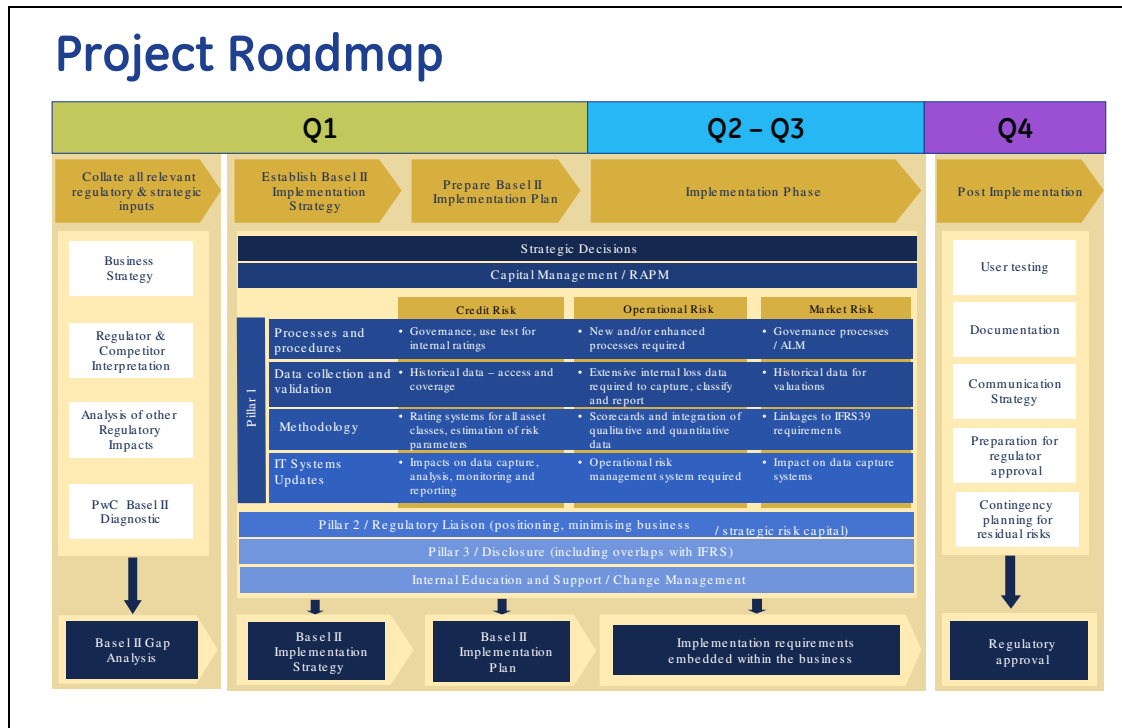 Project Roadmap
Q1
Q2 – Q3
Q4
Collate all relevant
regulatory & strategic
inputs
Establish Basel II
Implementation
Strategy
Prepare Basel II
Implementation Plan
Implementation Phase
Post Implementation
Business
Strategy
Regulator &
Competitor
Interpretation
Analysis of other
Regulatory
Impacts
PwC Basel II
Diagnostic
Strategic Decisions
Capital Management / RAPM
Credit Risk
Operational Risk
Market Risk
Pillar 1
Processes and
procedures
• Governance, use test for
internal ratings
• New and/or enhanced
processes required
• Governance processes
/ ALM
Data collection and
validation
• Historical data – access and
coverage
• Extensive internal loss data
required to capture, classify
and report
• Historical data for
valuations
Methodology
• Rating systems for all asset
classes, estimation of risk
parameters
• Scorecards and integration of
qualitative and quantitative
data
• Linkages to IFRS39
requirements
IT Systems
Updates
• Impacts on data capture,
analysis, monitoring and
reporting
• Operational risk
management system required
• Impact on data capture
systems
Pillar 2 / Regulatory Liaison (positioning, minimising business / strategic risk capital)
Pillar 3 / Disclosure (including overlaps with IFRS)
Internal Education and Support / Change Management
User testing
Documentation
Communication
Strategy
Preparation for
regulator
approval
Contingency
planning for
residual risks
Basel II Gap
Analysis
Basel II
Implementation
Strategy
Basel II
Implementation
Plan
Implementation requirements
embedded within the business
Regulatory
approval